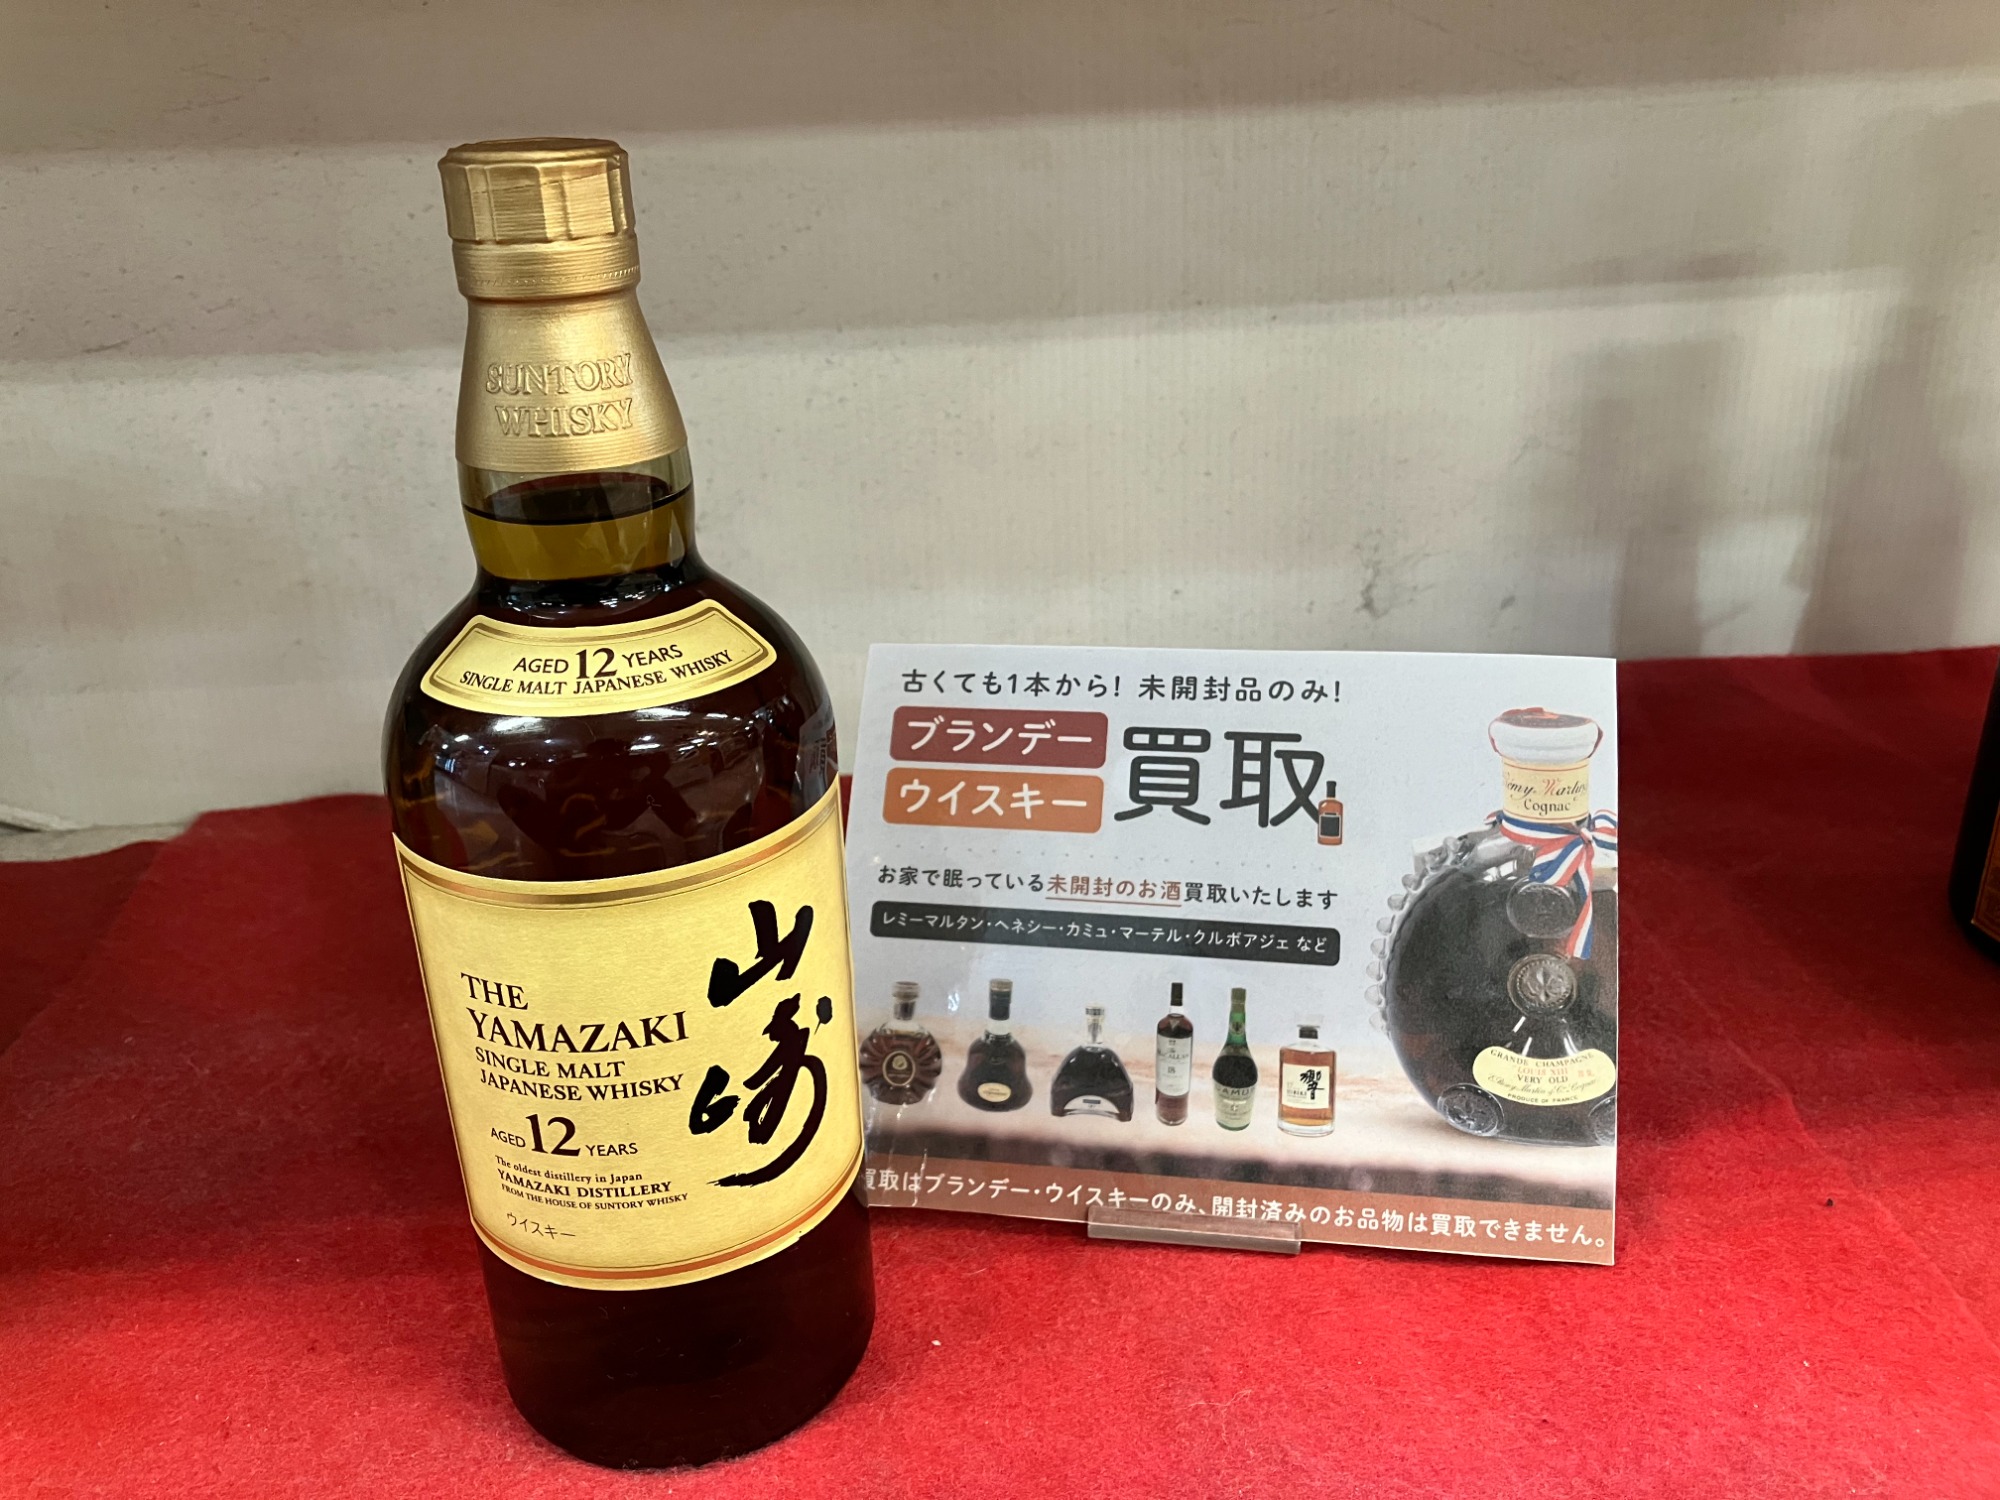 SUNTORY
WHISKY
AGED 12 YEARS
SINGLE MALT JAPANESE WHISKY
山崎
THE
YAMAZAKI
SINGLE MALT
JAPANESE WHISKY
AGED 12 YEARS
The oldest distillery in Japan
YAMAZAKI DISTILLERY
FROM THE HOUSE OF SUNTORY WHISKY
ウイスキー
古くても1本から! 未開封品のみ!
ブランデー
ウイスキー
買取
お家で眠っている未開封のお酒買取いたします
レミーマルタン・ヘネシー・カミュ・マーテル・クルボアジェ など
Rémy Martin
Cognac
GRANDE CHAMPAGNE
LOUIS XIII
VERY OLD
PRODUCE OF FRANCE
響
買取はブランデー・ウイスキーのみ、開封済みのお品物は買取できません。